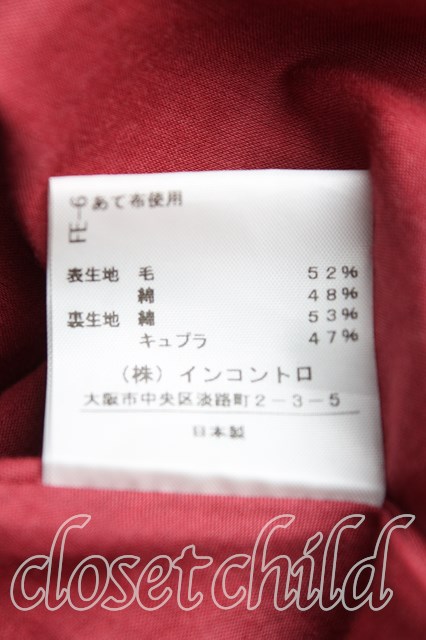 FE-6
あて布使用
表生地 毛 52%
綿 48%
裏生地 綿 53%
キュプラ 47%
（株）インコントロ
大阪市中央区淡路町2-3-5
日本製
closet child